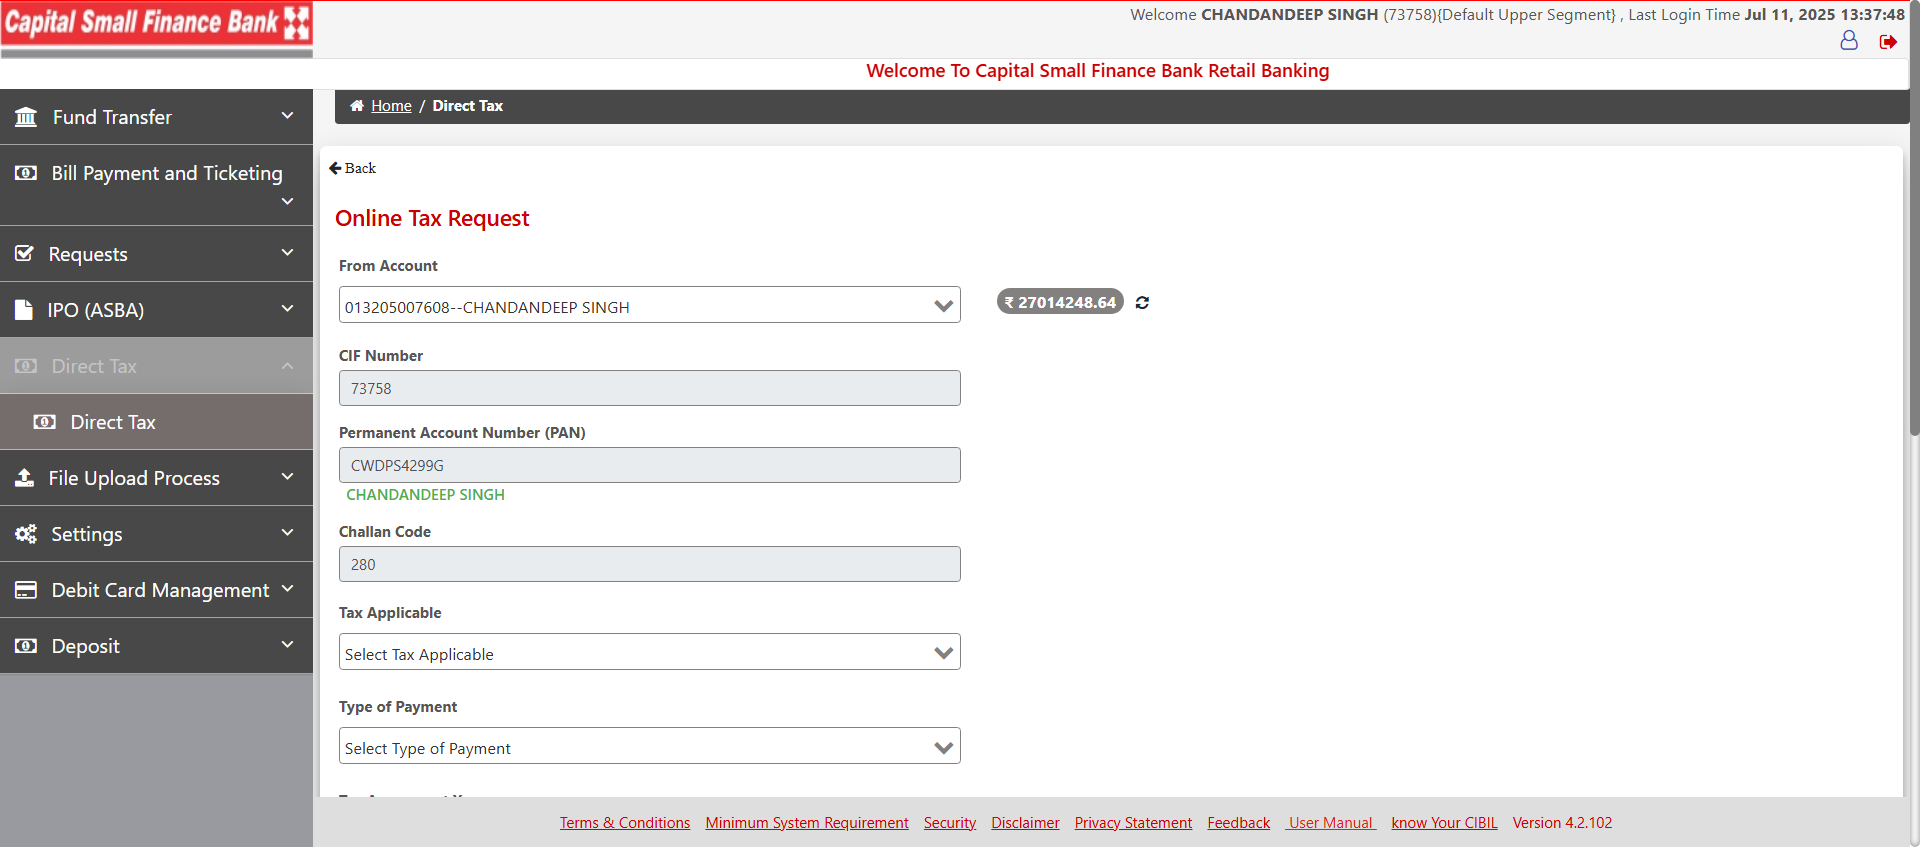 Capital Small Finance Bank
Welcome CHANDANDEEP SINGH (73758){Default Upper Segment} , Last Login Time Jul 11, 2025 13:37:48
Welcome To Capital Small Finance Bank Retail Banking
Fund Transfer
Bill Payment and Ticketing
Requests
IPO (ASBA)
Direct Tax
Direct Tax
File Upload Process
Settings
Debit Card Management
Deposit
Home / Direct Tax
Back
Online Tax Request
From Account
013205007608--CHANDANDEEP SINGH
₹ 27014248.64
CIF Number
73758
Permanent Account Number (PAN)
CWDPS4299G
CHANDANDEEP SINGH
Challan Code
280
Tax Applicable
Select Tax Applicable
Type of Payment
Select Type of Payment
Terms & Conditions Minimum System Requirement Security Disclaimer Privacy Statement Feedback User Manual know Your CIBIL Version 4.2.102